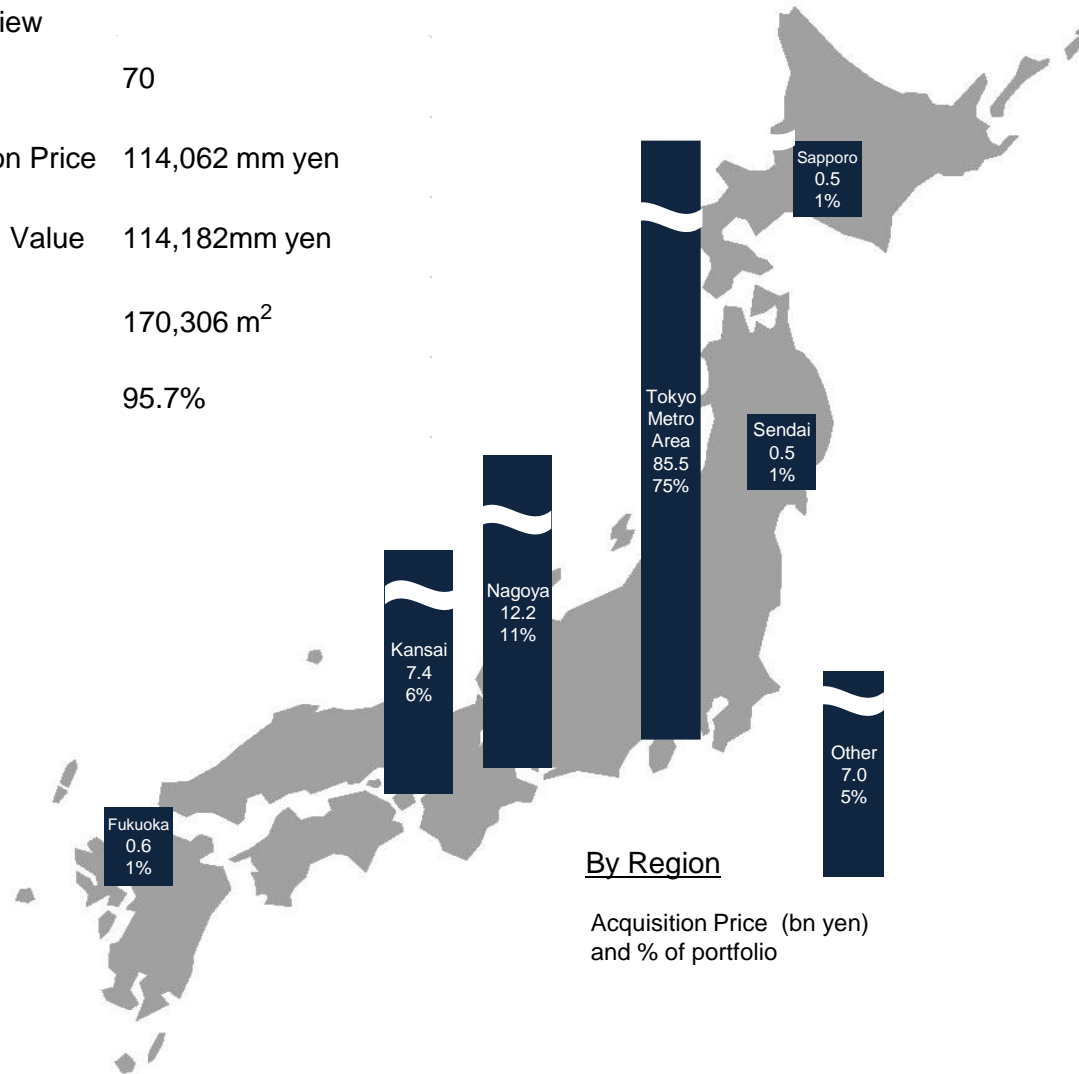 iew
70
on Price 114,062 mm yen
Value 114,182mm yen
170,306 m2
95.7%
Sapporo
0.5
1%
Tokyo
Metro
Area
85.5
75%
Sendai
0.5
1%
Nagoya
12.2
11%
Kansai
7.4
6%
Other
7.0
5%
Fukuoka
0.6
1%
By Region
Acquisition Price (bn yen)
and % of portfolio